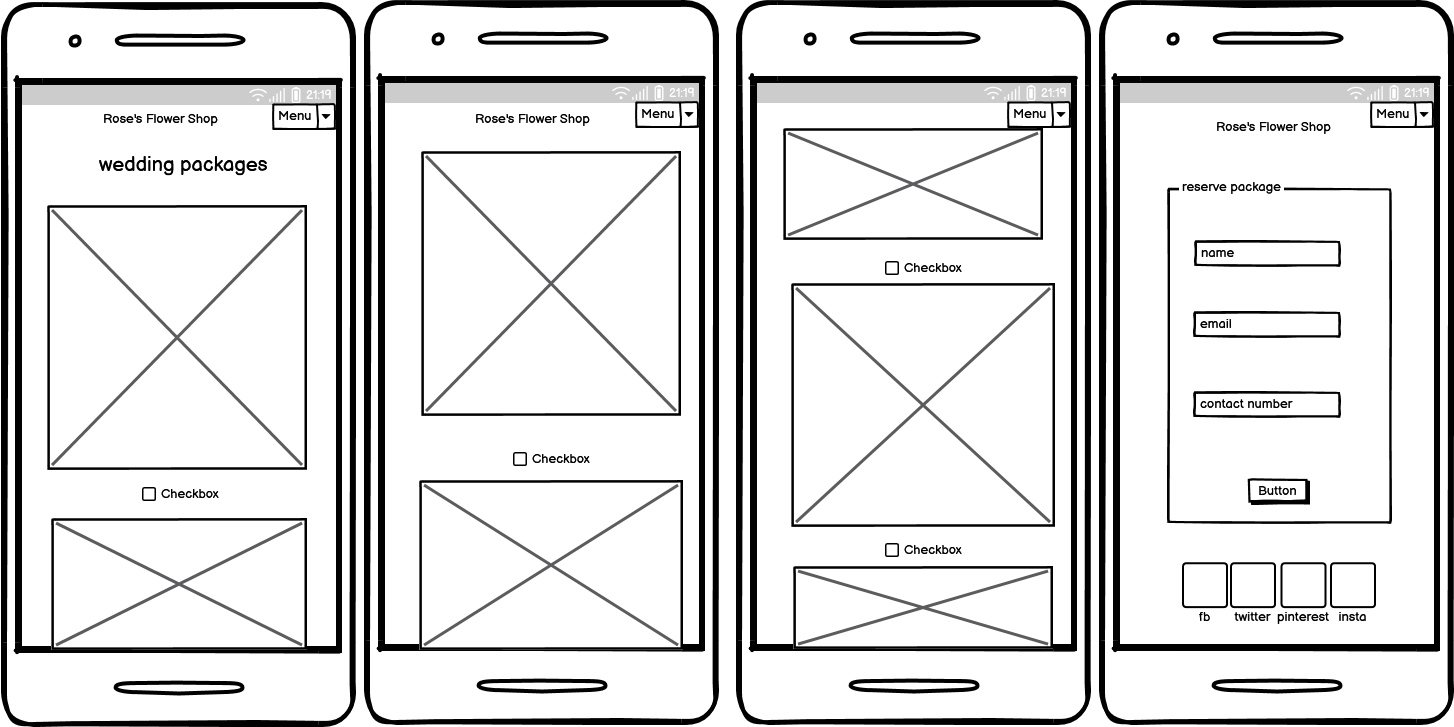 21:19
Menu
Rose's Flower Shop
wedding packages
Checkbox
21:19
Menu
Rose's Flower Shop
Checkbox
21:19
Menu
Checkbox
Checkbox
21:19
Menu
Rose's Flower Shop
reserve package
name
email
contact number
Button
fb twitter pinterest insta